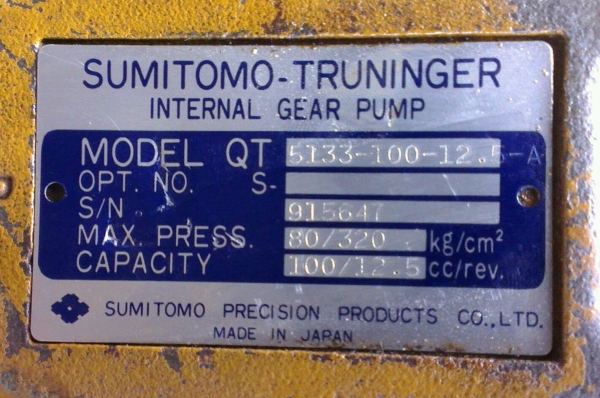 SUMITOMO-TRUNINGER
INTERNAL GEAR PUMP
MODEL QT 5133-100-12.5-A
OPT. NO. S-
S/N 915647
MAX. PRESS. 80/320 kg/cm²
CAPACITY 100/12.5 cc/rev.
SUMITOMO PRECISION PRODUCTS CO.,LTD.
MADE IN JAPAN